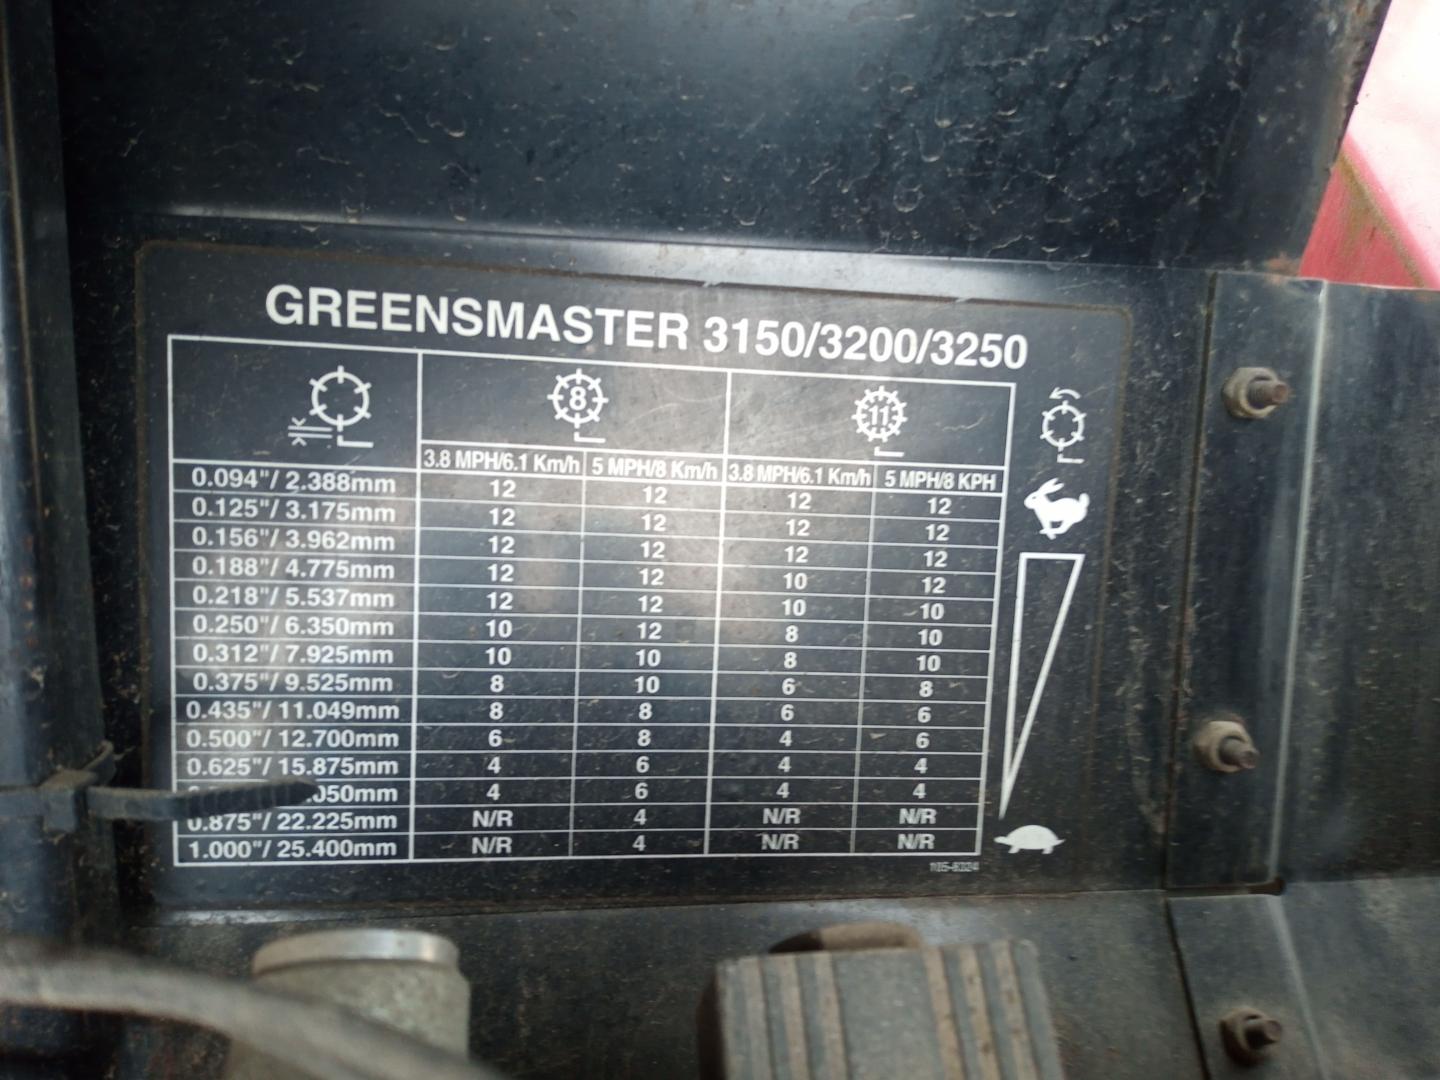 GREENSMASTER 3150/3200/3250
8 11
3.8 MPH/6.1 Km/h 5 MPH/8 Km/h 3.8 MPH/6.1 Km/h 5 MPH/8 KPH
0.094"/ 2.388mm 12 12 12 12
0.125"/ 3.175mm 12 12 12 12
0.156"/ 3.962mm 12 12 12 12
0.188"/ 4.775mm 12 12 10 12
0.218"/ 5.537mm 12 12 10 10
0.250"/ 6.350mm 10 12 8 10
0.312"/ 7.925mm 10 10 8 10
0.375"/ 9.525mm 8 10 6 8
0.435"/ 11.049mm 8 8 6 6
0.500"/ 12.700mm 6 8 4 6
0.625"/ 15.875mm 4 6 4 4
.050mm 4 6 4 4
0.875"/ 22.225mm N/R 4 N/R N/R
1.000"/ 25.400mm N/R 4 N/R N/R